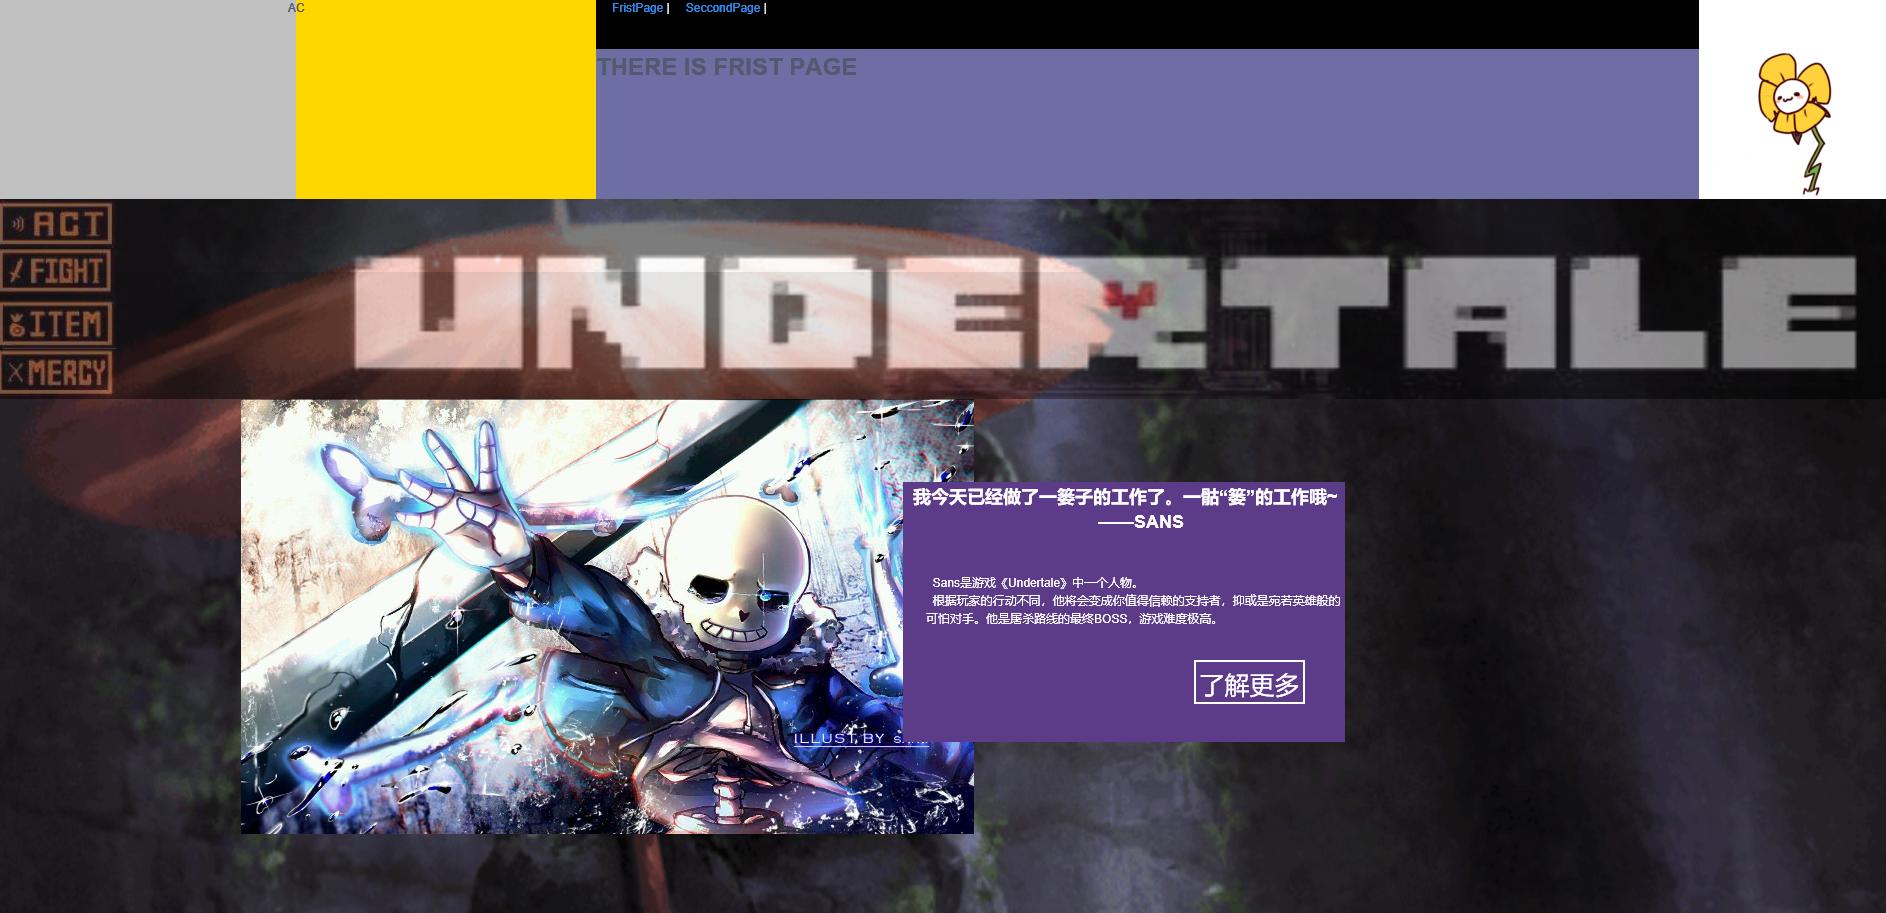 AC
FristPage |
SeccondPage |
THERE IS FRIST PAGE
ACT
FIGHT
ITEM
MERCY
UNDERTALE
我今天已经做了一篓子的工作了。一骷“篓”的工作哦~
——SANS
Sans是游戏《Undertale》中一个人物。
根据玩家的行动不同，他将会变成你值得信赖的支持者，抑或是宛若英雄般的
可怕对手。他是屠杀路线的最终BOSS，游戏难度极高。
了解更多
ILLUST BY